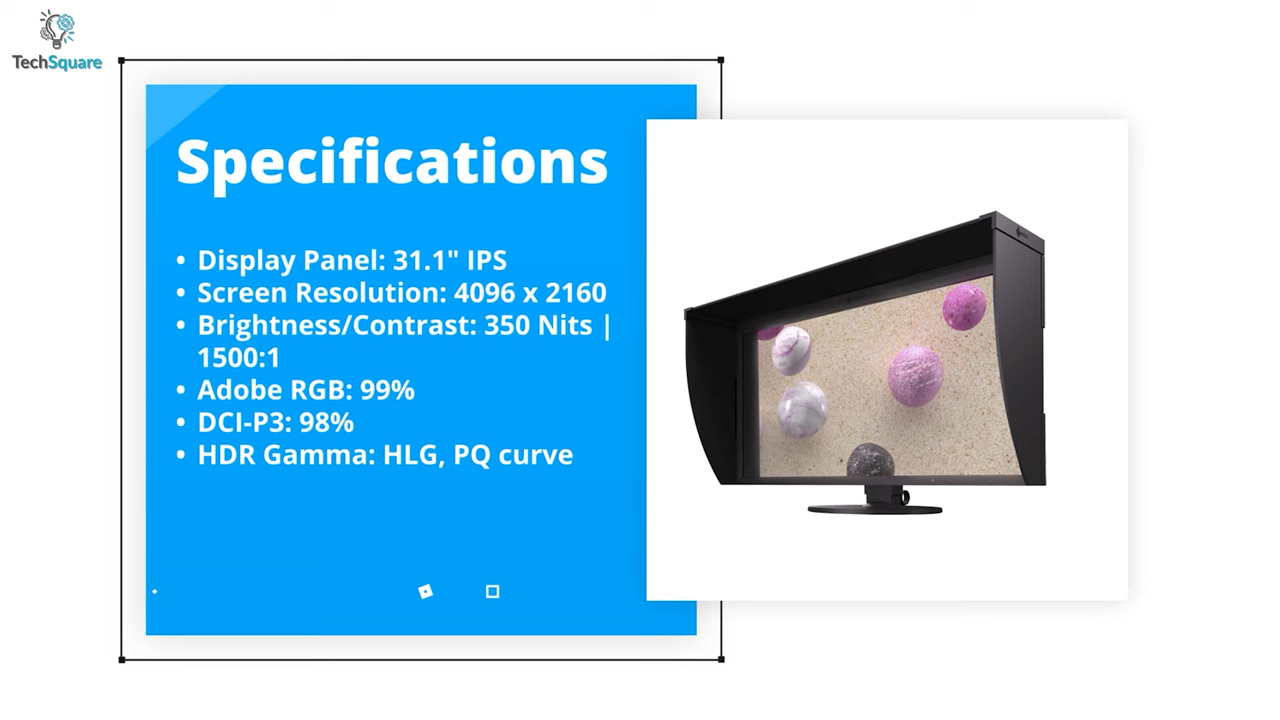 TechSquare
Specifications
• Display Panel: 31.1" IPS
• Screen Resolution: 4096 x 2160
• Brightness/Contrast: 350 Nits |
1500:1
• Adobe RGB: 99%
• DCI-P3: 98%
• HDR Gamma: HLG, PQ curve